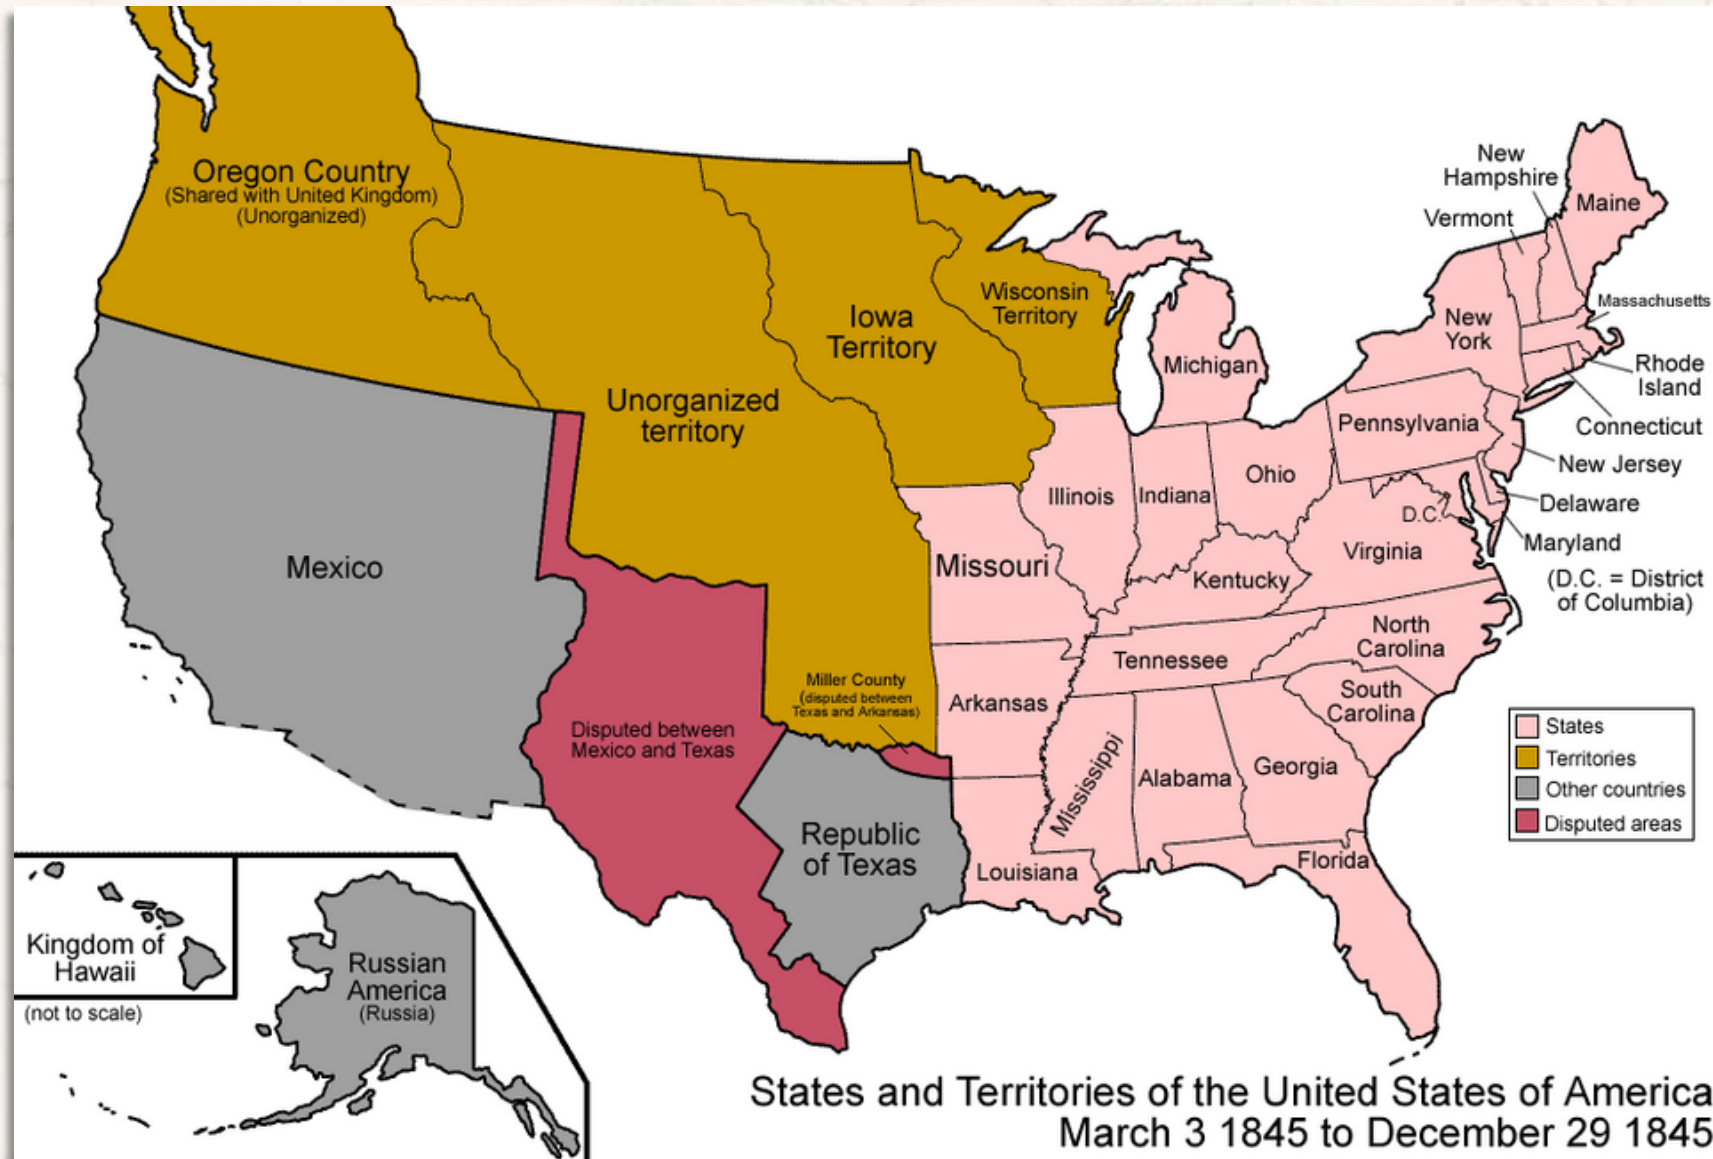 Oregon Country
(Shared with United Kingdom)
(Unorganized)
Unorganized
territory
Iowa
Territory
Wisconsin
Territory
Michigan
New
Hampshire
Vermont
Maine
Massachusetts
New
York
Rhode
Island
Connecticut
Pennsylvania
New Jersey
Delaware
Maryland
(D.C. = District
of Columbia)
D.C.
Ohio
Indiana
Illinois
Missouri
Kentucky
Virginia
North
Carolina
Tennessee
South
Carolina
Arkansas
Mississippi
Alabama
Georgia
Florida
Louisiana
Mexico
Miller County
(disputed between
Texas and Arkansas)
Disputed between
Mexico and Texas
Republic
of Texas
States
Territories
Other countries
Disputed areas
Kingdom of
Hawaii
(not to scale)
Russian
America
(Russia)
States and Territories of the United States of America
March 3 1845 to December 29 1845